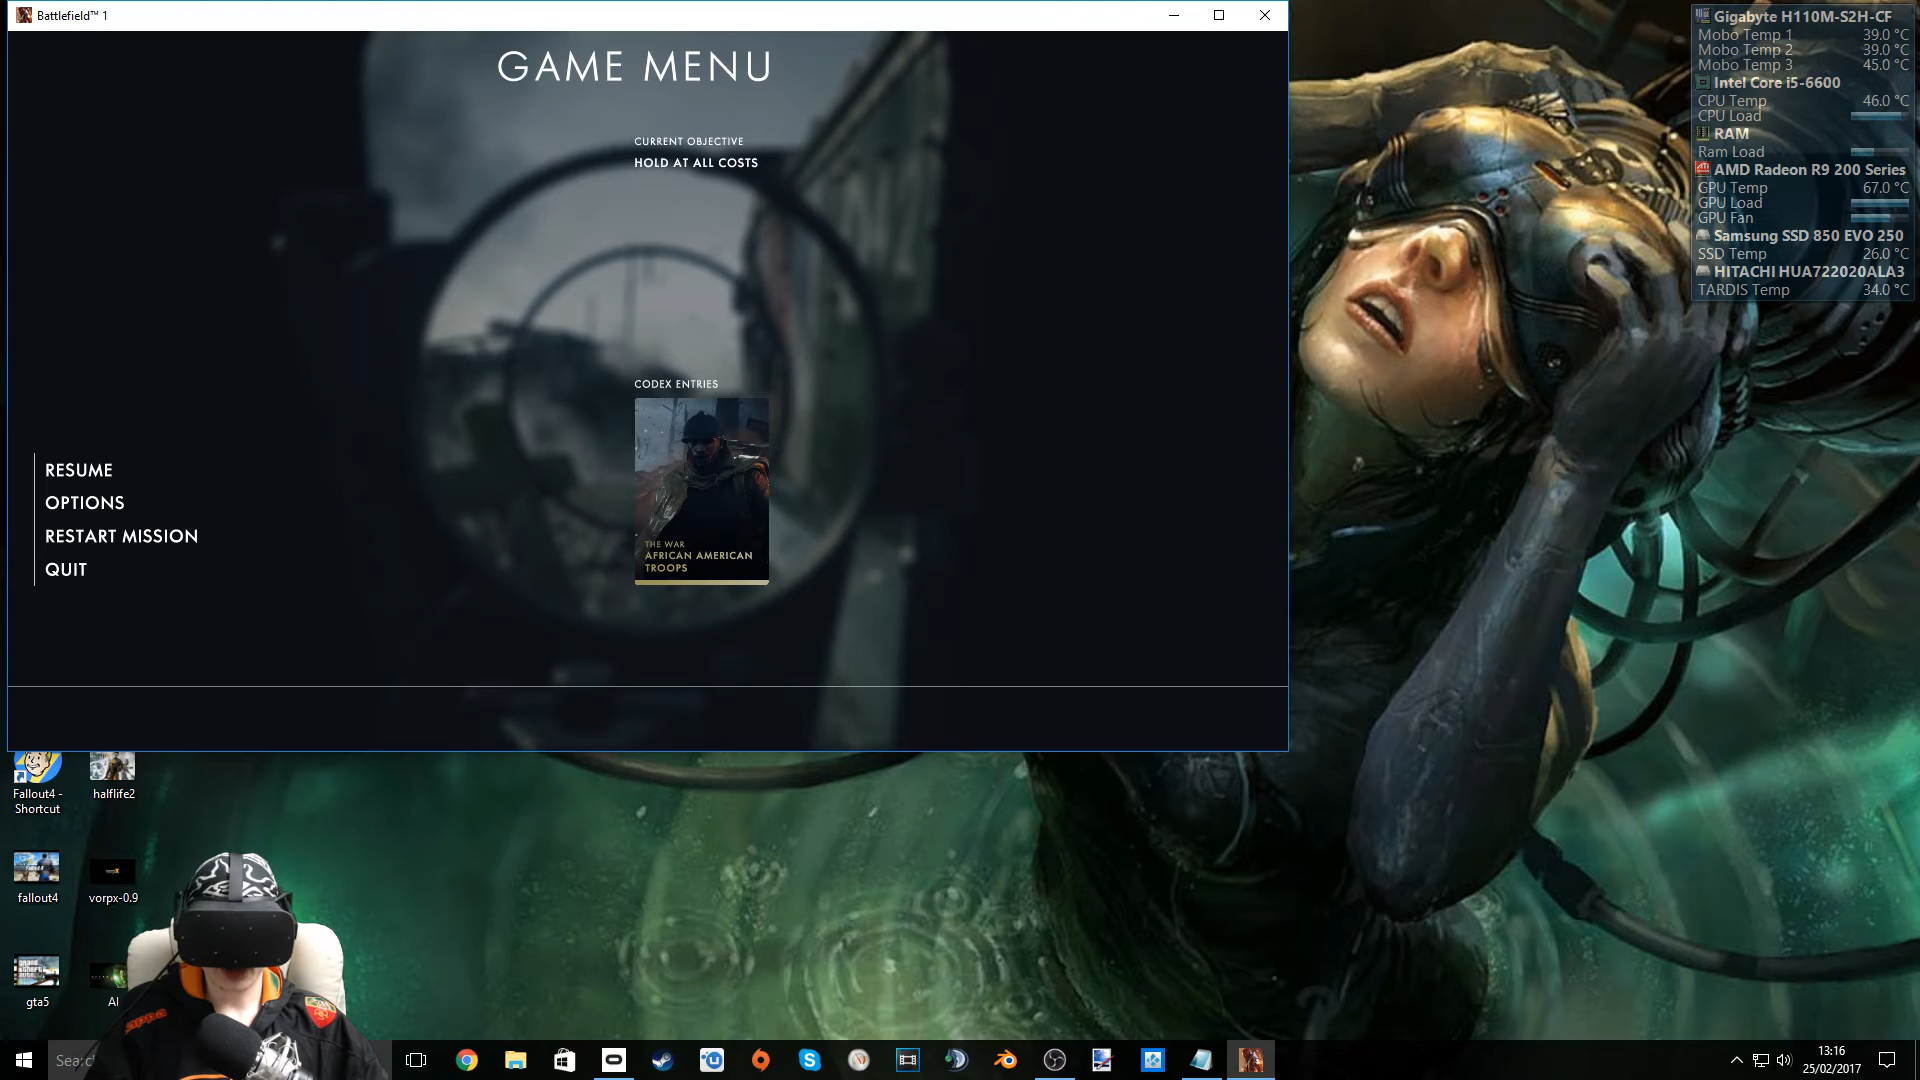 Battlefield™ 1
GAME MENU
CURRENT OBJECTIVE
HOLD AT ALL COSTS
CODEX ENTRIES
THE WAR
AFRICAN AMERICAN
TROOPS
RESUME
OPTIONS
RESTART MISSION
QUIT
Gigabyte H110M-S2H-CF
Mobo Temp 1 39.0 °C
Mobo Temp 2 39.0 °C
Mobo Temp 3 45.0 °C
Intel Core i5-6600
CPU Temp 46.0 °C
CPU Load
RAM
Ram Load
AMD Radeon R9 200 Series
GPU Temp 67.0 °C
GPU Load
GPU Fan
Samsung SSD 850 EVO 250
SSD Temp 26.0 °C
HITACHI HUA722020ALA3
TARDIS Temp 34.0 °C
Fallout4 -
Shortcut
halflife2
fallout4
vorpx-0.9
gta5
AI
kappa
13:16
25/02/2017